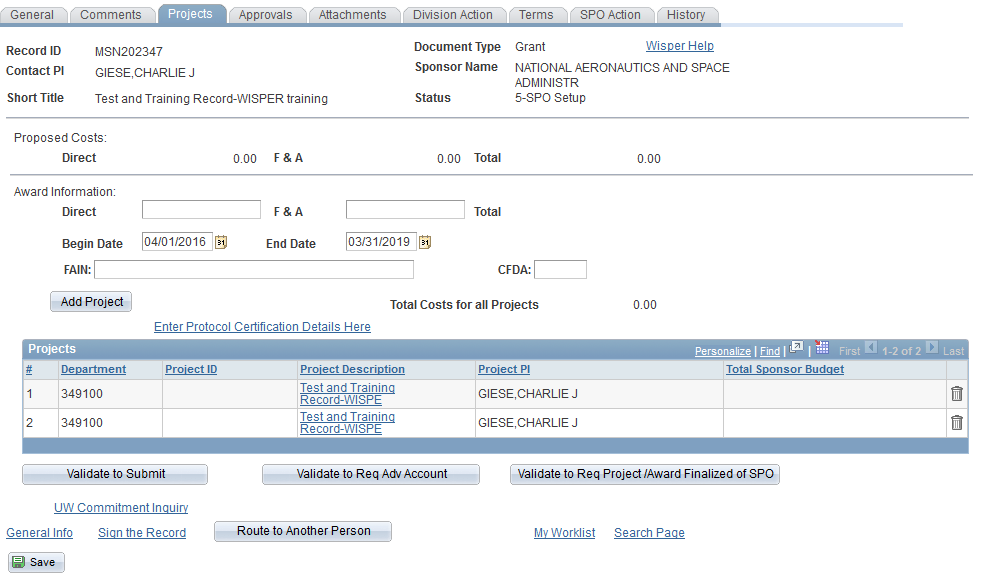 General Comments Projects Approvals Attachments Division Action Terms SPO Action History
Record ID MSN202347 Document Type Grant Wisper Help
Contact PI GIESE,CHARLIE J Sponsor Name NATIONAL AERONAUTICS AND SPACE
ADMINISTR
Short Title Test and Training Record-WISPER training Status 5-SPO Setup
Proposed Costs:
Direct 0.00 F & A 0.00 Total 0.00
Award Information:
Direct F & A Total
Begin Date 04/01/2016 31 End Date 03/31/2019 31
FAIN: CFDA:
Add Project Total Costs for all Projects 0.00
Enter Protocol Certification Details Here
Projects Personalize | Find | | First 1-2 of 2 Last
# Department Project ID Project Description Project PI Total Sponsor Budget
1 349100 Test and Training
Record-WISPE GIESE,CHARLIE J
2 349100 Test and Training
Record-WISPE GIESE,CHARLIE J
Validate to Submit Validate to Req Adv Account Validate to Req Project /Award Finalized of SPO
UW Commitment Inquiry
General Info Sign the Record Route to Another Person My Worklist Search Page
Save